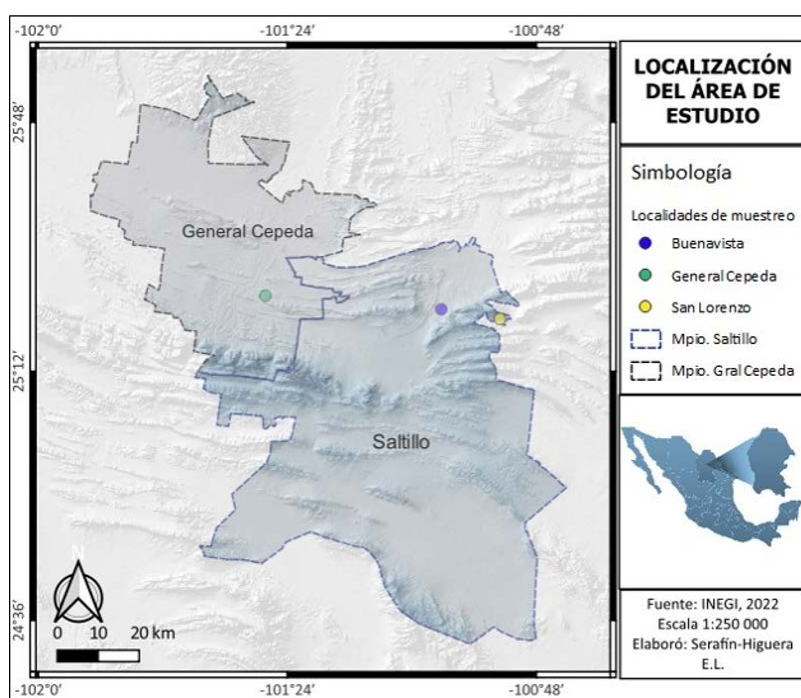 -102°0′ -101°24′ -100°48′
LOCALIZACIÓN
DEL ÁREA DE
ESTUDIO
25°48′
Simbología
Localidades de muestreo
Buenavista
General Cepeda
San Lorenzo
Mpio. Saltillo
Mpio. Gral Cepeda
General Cepeda
25°12′
Saltillo
24°36′
N
0 10 20 km
Fuente: INEGI, 2022
Escala 1:250 000
Elaboró: Serafín-Higuera
E.L.
-102°0′ -101°24′ -100°48′